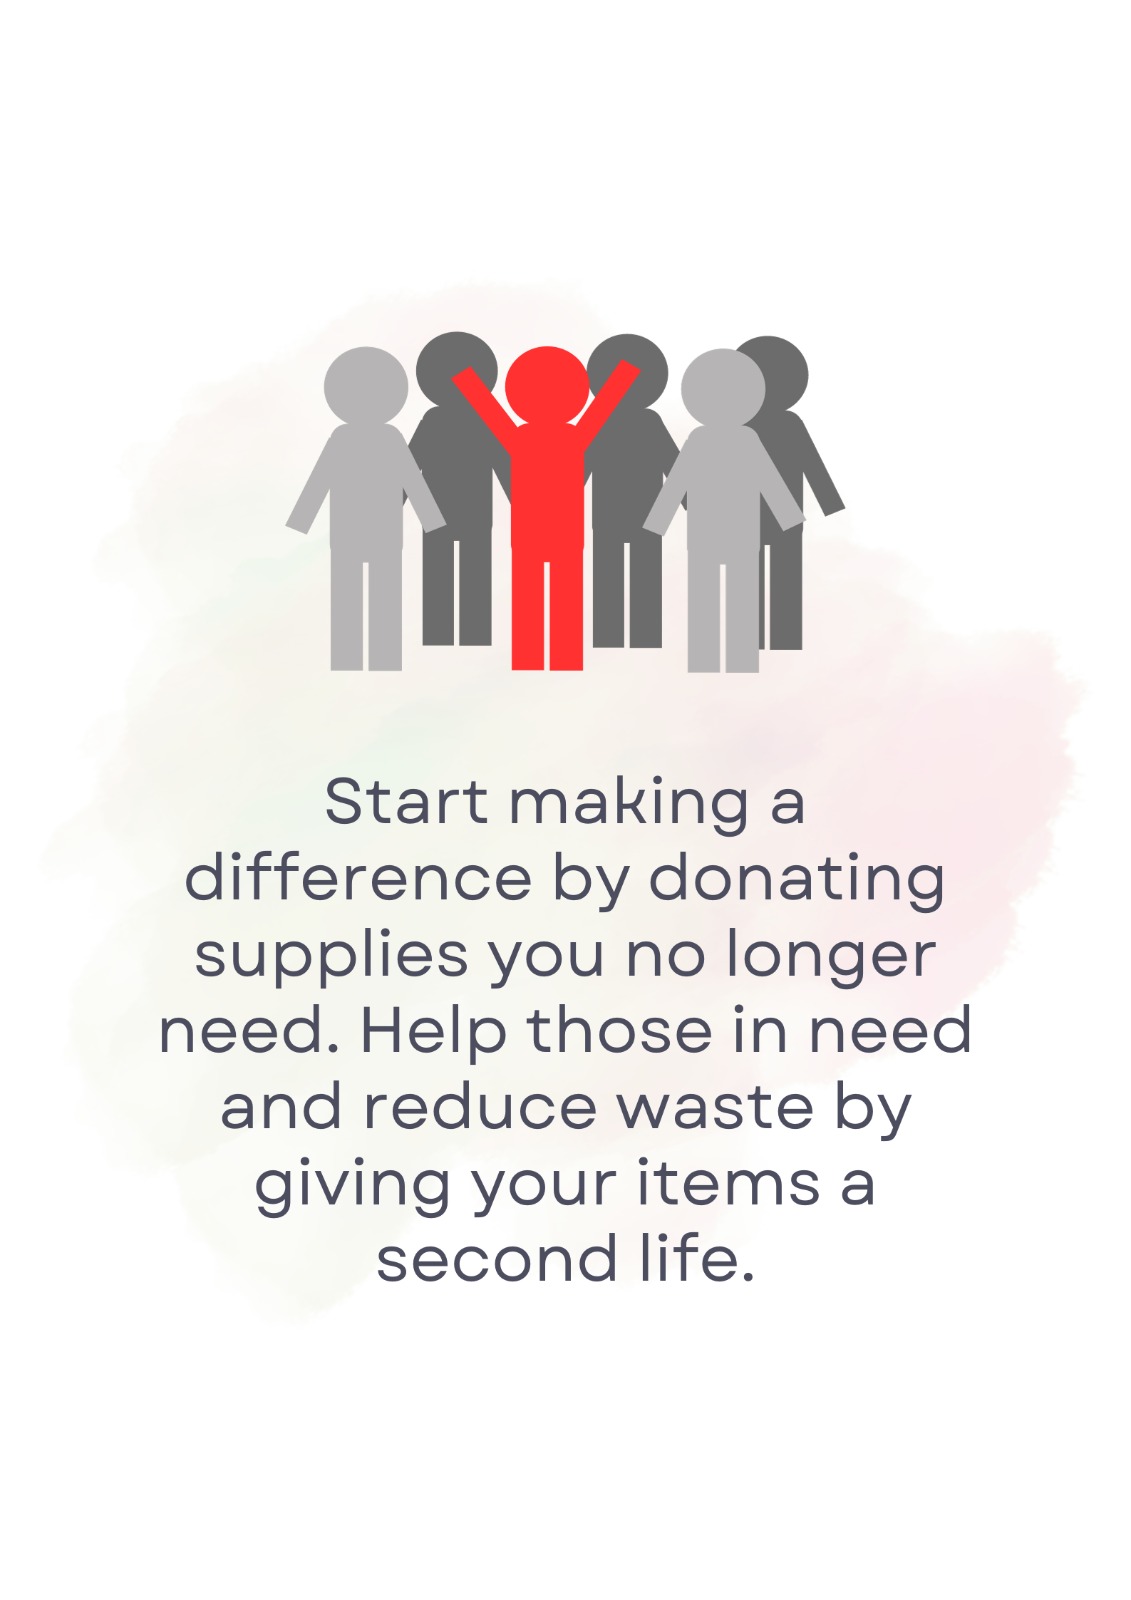 Start making a
difference by donating
supplies you no longer
need. Help those in need
and reduce waste by
giving your items a
second life.